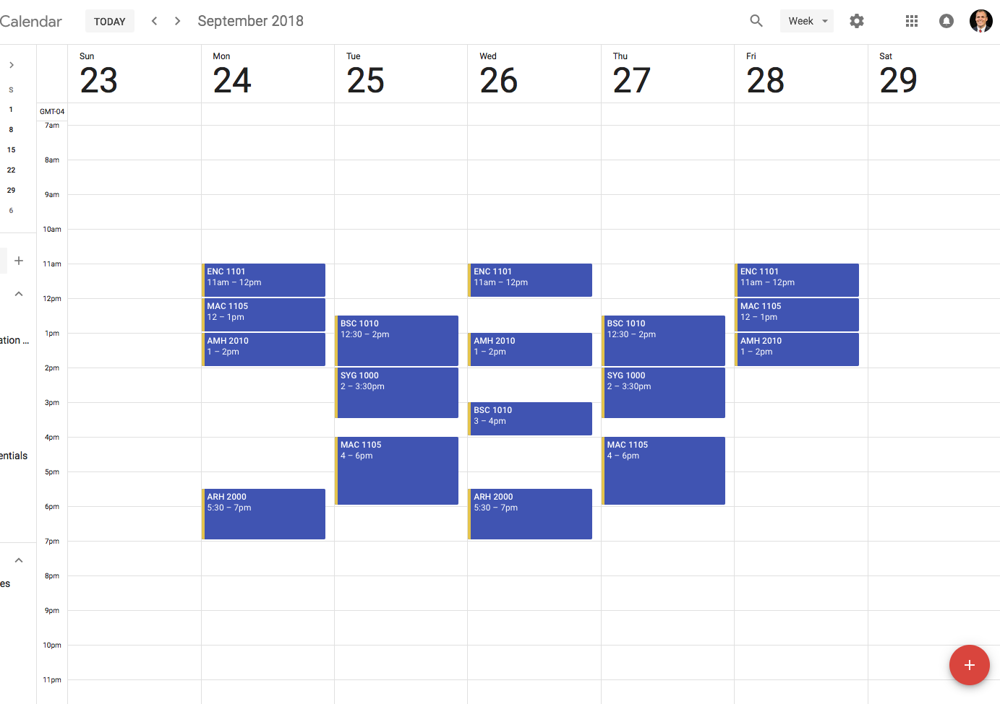 Calendar
TODAY
September 2018
Week
Sun
23
Mon
24
Tue
25
Wed
26
Thu
27
Fri
28
Sat
29
S
1
8
15
22
29
6
ation ...
entials
es
GMT-04
7am
8am
9am
10am
11am
12pm
1pm
2pm
3pm
4pm
5pm
6pm
7pm
8pm
9pm
10pm
11pm
ENC 1101
11am – 12pm
MAC 1105
12 – 1pm
AMH 2010
1 – 2pm
ARH 2000
5:30 – 7pm
BSC 1010
12:30 – 2pm
SYG 1000
2 – 3:30pm
MAC 1105
4 – 6pm
ENC 1101
11am – 12pm
AMH 2010
1 – 2pm
BSC 1010
3 – 4pm
ARH 2000
5:30 – 7pm
BSC 1010
12:30 – 2pm
SYG 1000
2 – 3:30pm
MAC 1105
4 – 6pm
ENC 1101
11am – 12pm
MAC 1105
12 – 1pm
AMH 2010
1 – 2pm